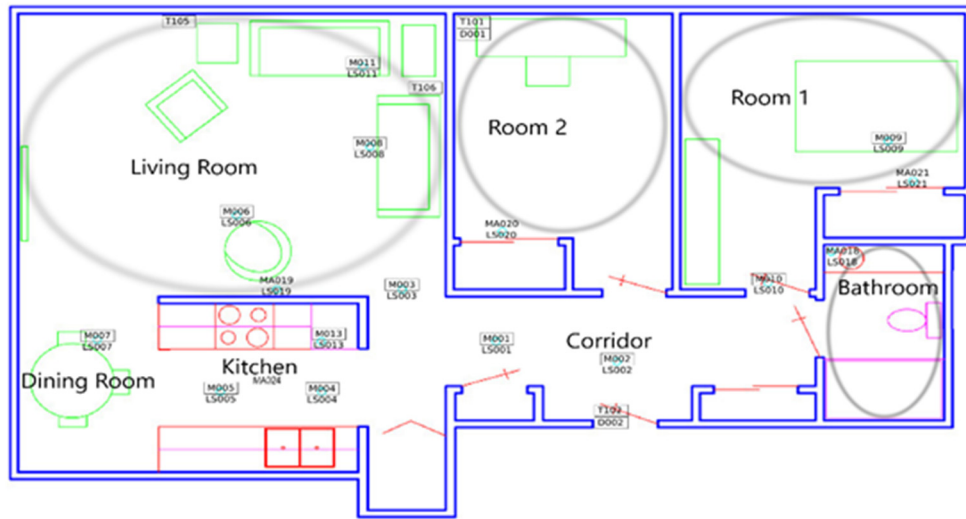 T105
T101
D001
M011
LS011
T106
Room 1
Room 2
M008
LS008
M009
LS009
Living Room
MA021
LS021
M006
LS006
MA020
LS020
MA018
LS018
MA019
LS019
M003
LS003
M010
LS010
Bathroom
M007
LS007
M013
LS013
M001
LS001
Corridor
M002
LS002
Kitchen
MA024
Dining Room
M005
LS005
M004
LS004
T102
D002